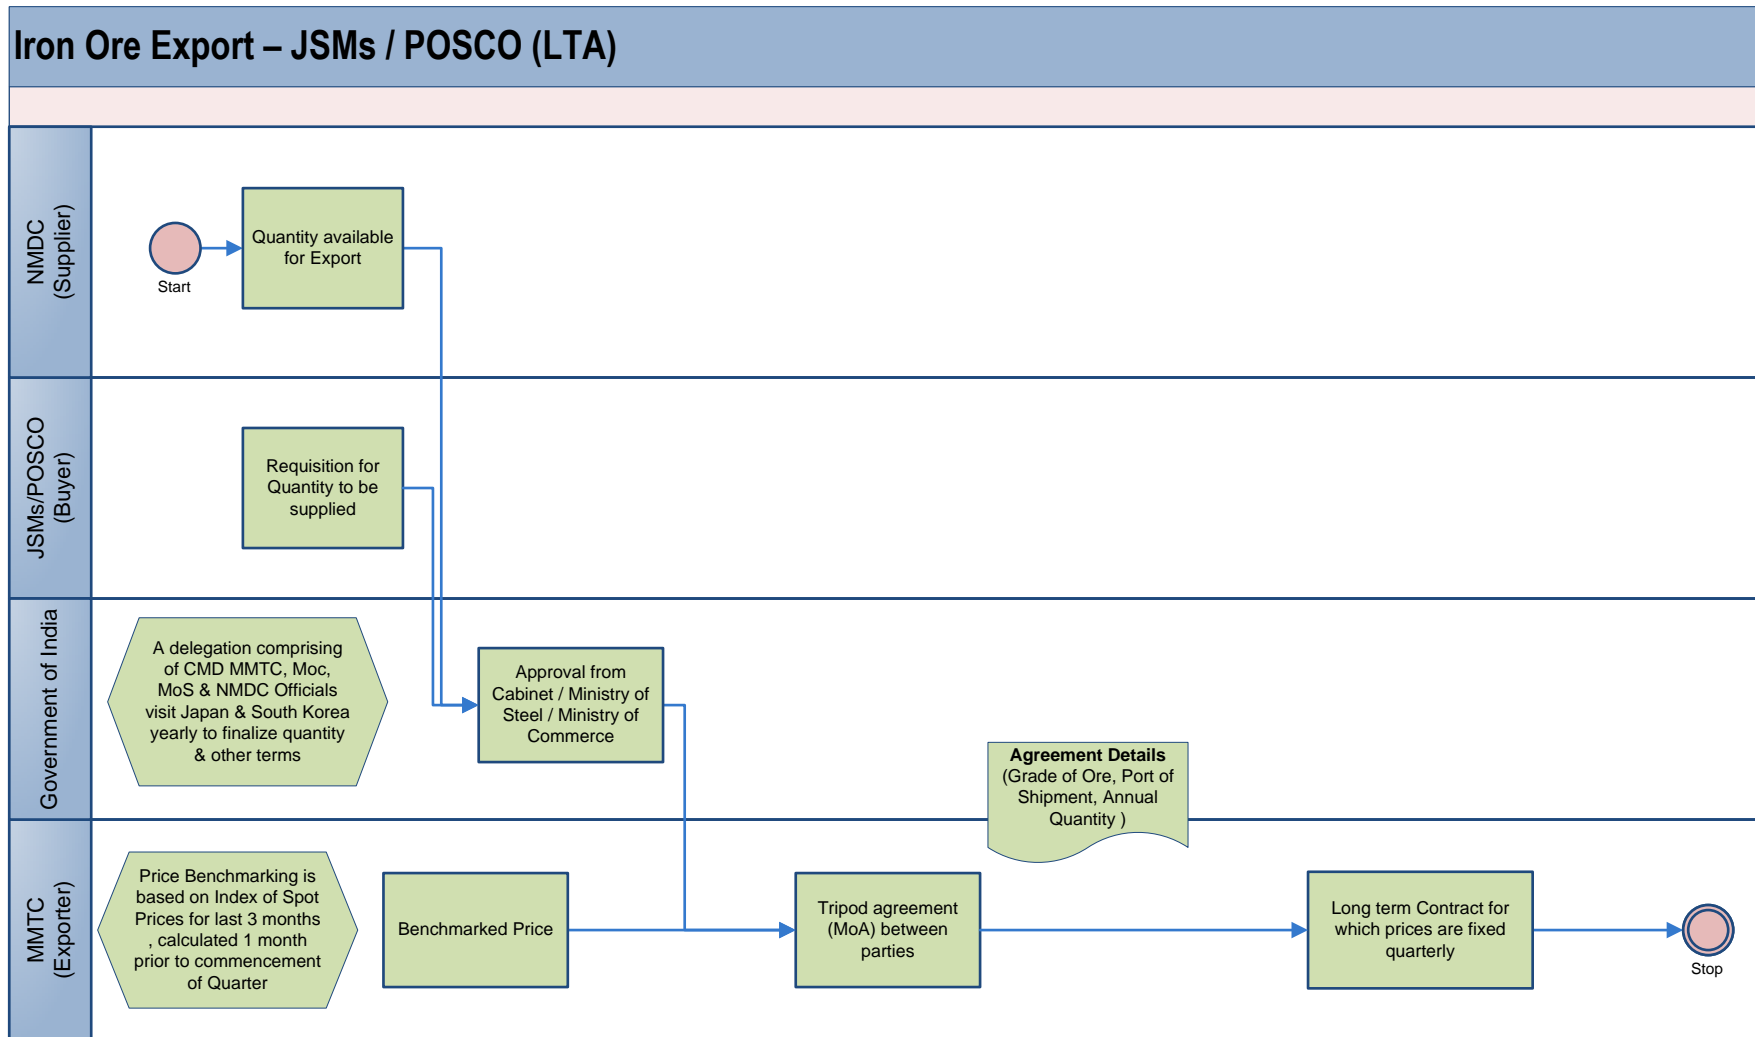 Iron Ore Export – JSMs / POSCO (LTA)
NMDC
(Supplier)
Start
Quantity available
for Export
JSMs/POSCO
(Buyer)
Requisition for
Quantity to be
supplied
Government of India
A delegation comprising
of CMD MMTC, Moc,
MoS & NMDC Officials
visit Japan & South Korea
yearly to finalize quantity
& other terms
Approval from
Cabinet / Ministry of
Steel / Ministry of
Commerce
Agreement Details
(Grade of Ore, Port of
Shipment, Annual
Quantity )
MMTC
(Exporter)
Price Benchmarking is
based on Index of Spot
Prices for last 3 months
, calculated 1 month
prior to commencement
of Quarter
Benchmarked Price
Tripod agreement
(MoA) between
parties
Long term Contract for
which prices are fixed
quarterly
Stop